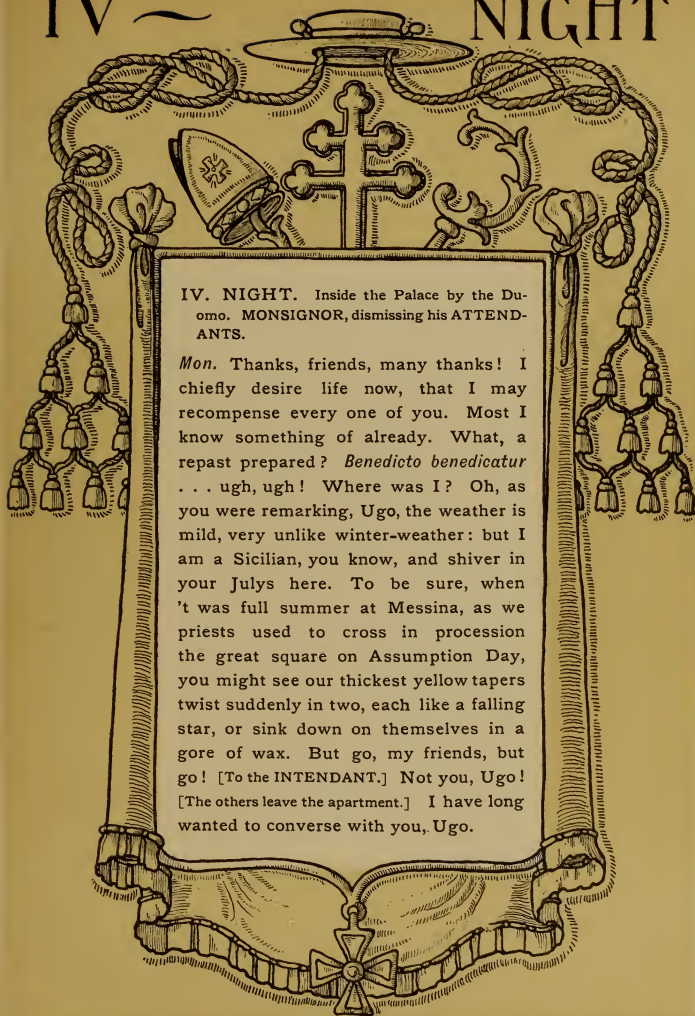 IV ~ NIGHT
IV. NIGHT. Inside the Palace by the Du-
omo. MONSIGNOR, dismissing his ATTEND-
ANTS.
Mon. Thanks, friends, many thanks! I
chiefly desire life now, that I may
recompense every one of you. Most I
know something of already. What, a
repast prepared? Benedicto benedicatur
. . . ugh, ugh! Where was I? Oh, as
you were remarking, Ugo, the weather is
mild, very unlike winter-weather: but I
am a Sicilian, you know, and shiver in
your Julys here. To be sure, when
't was full summer at Messina, as we
priests used to cross in procession
the great square on Assumption Day,
you might see our thickest yellow tapers
twist suddenly in two, each like a falling
star, or sink down on themselves in a
gore of wax. But go, my friends, but
go! [To the INTENDANT.] Not you, Ugo!
[The others leave the apartment.] I have long
wanted to converse with you, Ugo.